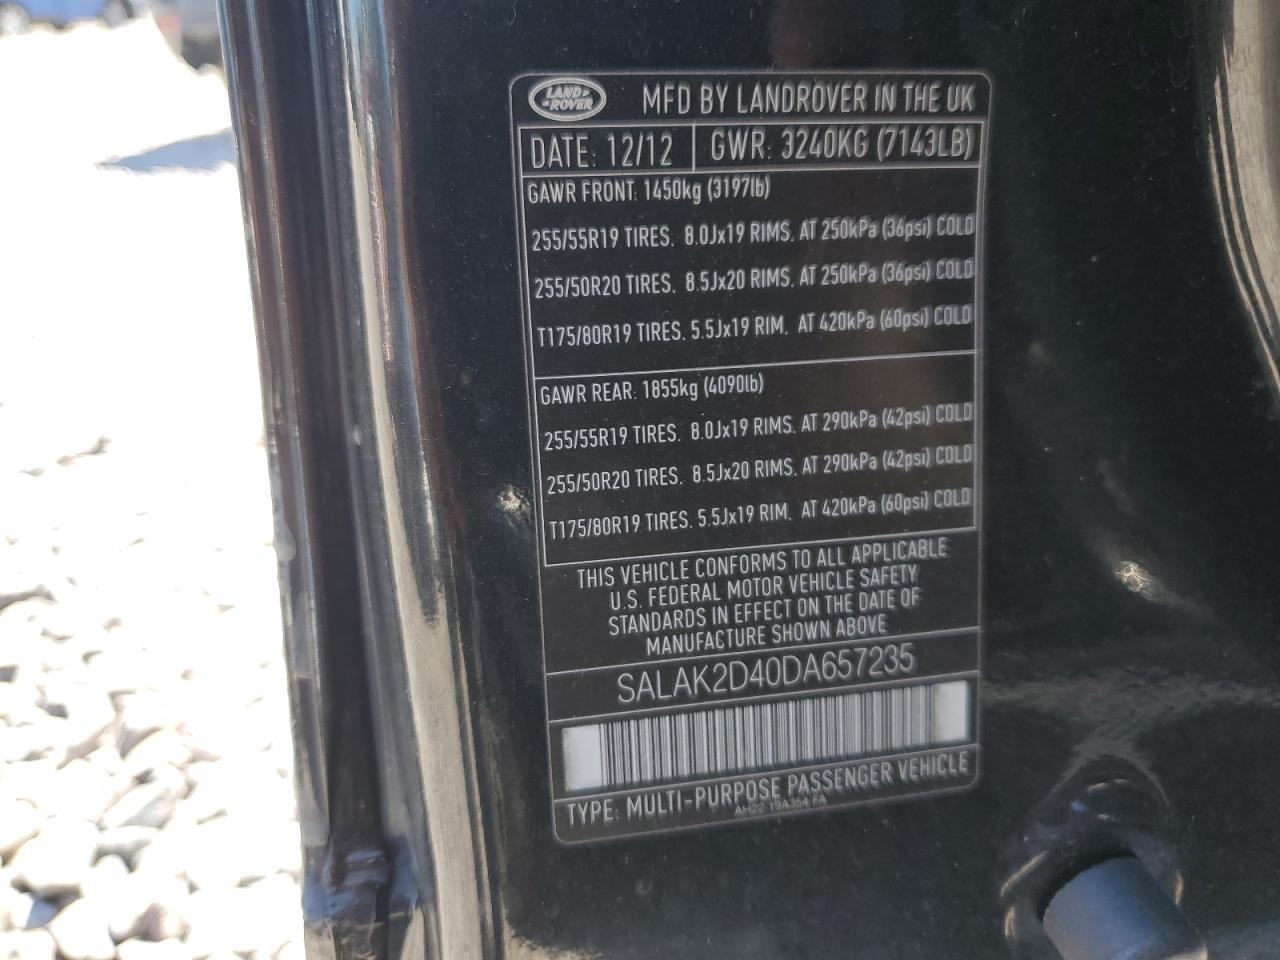 LAND ROVER
MFD BY LANDROVER IN THE UK
DATE: 12/12 GWR: 3240KG (7143LB)
GAWR FRONT: 1450kg (3197lb)
255/55R19 TIRES, 8.0Jx19 RIMS, AT 250kPa (36psi) COLD
255/50R20 TIRES, 8.5Jx20 RIMS, AT 250kPa (36psi) COLD
T175/80R19 TIRES, 5.5Jx19 RIM, AT 420kPa (60psi) COLD
GAWR REAR: 1855kg (4090lb)
255/55R19 TIRES, 8.0Jx19 RIMS, AT 290kPa (42psi) COLD
255/50R20 TIRES, 8.5Jx20 RIMS, AT 290kPa (42psi) COLD
T175/80R19 TIRES, 5.5Jx19 RIM, AT 420kPa (60psi) COLD
THIS VEHICLE CONFORMS TO ALL APPLICABLE
U.S. FEDERAL MOTOR VEHICLE SAFETY
STANDARDS IN EFFECT ON THE DATE OF
MANUFACTURE SHOWN ABOVE
SALAK2D40DA657235
TYPE: MULTI-PURPOSE PASSENGER VEHICLE
AH22 19A354 FA